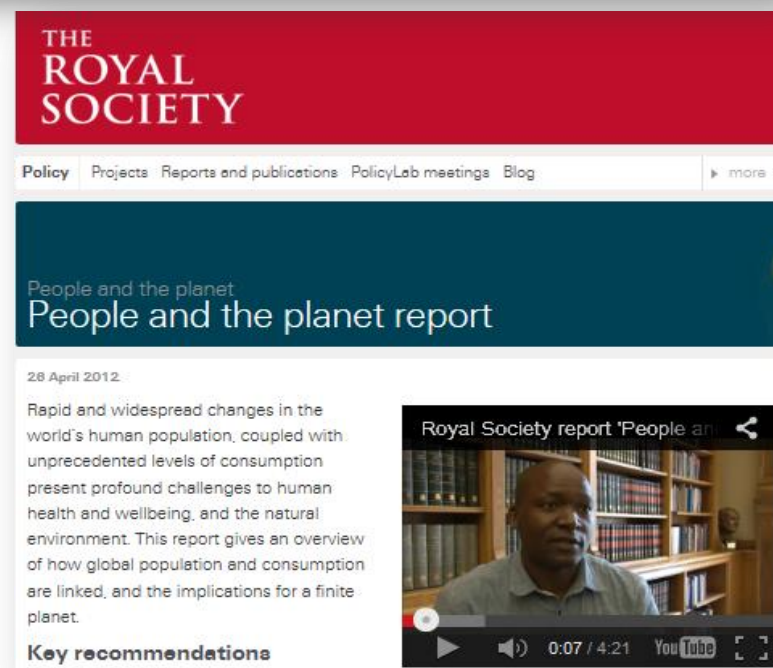 THE
ROYAL
SOCIETY
Policy Projects Reports and publications PolicyLab meetings Blog more
People and the planet
People and the planet report
26 April 2012
Rapid and widespread changes in the
world's human population, coupled with
unprecedented levels of consumption
present profound challenges to human
health and wellbeing, and the natural
environment. This report gives an overview
of how global population and consumption
are linked, and the implications for a finite
planet.
Key recommendations
Royal Society report 'People an
0:07 / 4:21 YouTube